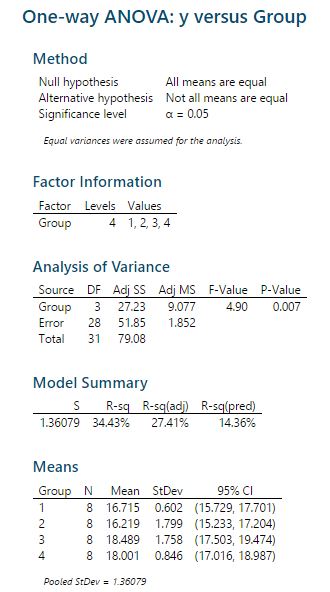 One-way ANOVA: y versus Group
Method
Null hypothesis All means are equal
Alternative hypothesis Not all means are equal
Significance level α = 0.05
Equal variances were assumed for the analysis.
Factor Information
Factor Levels Values
Group 4 1, 2, 3, 4
Analysis of Variance
Source DF Adj SS Adj MS F-Value P-Value
Group 3 27.23 9.077 4.90 0.007
Error 28 51.85 1.852
Total 31 79.08
Model Summary
S R-sq R-sq(adj) R-sq(pred)
1.36079 34.43% 27.41% 14.36%
Means
Group N Mean StDev 95% CI
1 8 16.715 0.602 (15.729, 17.701)
2 8 16.219 1.799 (15.233, 17.204)
3 8 18.489 1.758 (17.503, 19.474)
4 8 18.001 0.846 (17.016, 18.987)
Pooled StDev = 1.36079